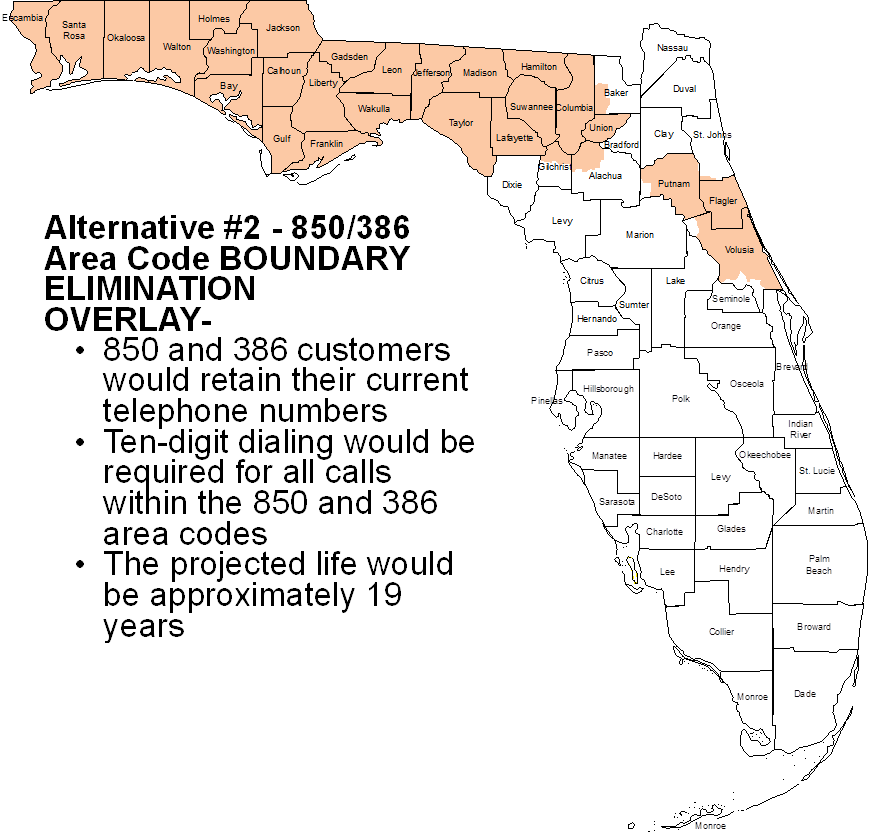 Escambia
Santa
Rosa
Okaloosa
Walton
Holmes
Washington
Jackson
Bay
Calhoun
Gulf
Liberty
Franklin
Gadsden
Leon
Wakulla
Jefferson
Madison
Taylor
Hamilton
Suwannee
Lafayette
Columbia
Baker
Union
Bradford
Nassau
Duval
Clay
St. Johns
Gilchrist
Alachua
Dixie
Putnam
Flagler
Levy
Marion
Volusia
Citrus
Lake
Sumter
Seminole
Hernando
Orange
Pasco
Brevard
Hillsborough
Pinellas
Polk
Osceola
Indian
River
Manatee
Hardee
Okeechobee
Levy
St. Lucie
Sarasota
DeSoto
Martin
Charlotte
Glades
Lee
Hendry
Palm
Beach
Collier
Broward
Monroe
Dade
Monroe
Alternative #2 - 850/386
Area Code BOUNDARY
ELIMINATION
OVERLAY-
• 850 and 386 customers
would retain their current
telephone numbers
• Ten-digit dialing would be
required for all calls
within the 850 and 386
area codes
• The projected life would
be approximately 19
years